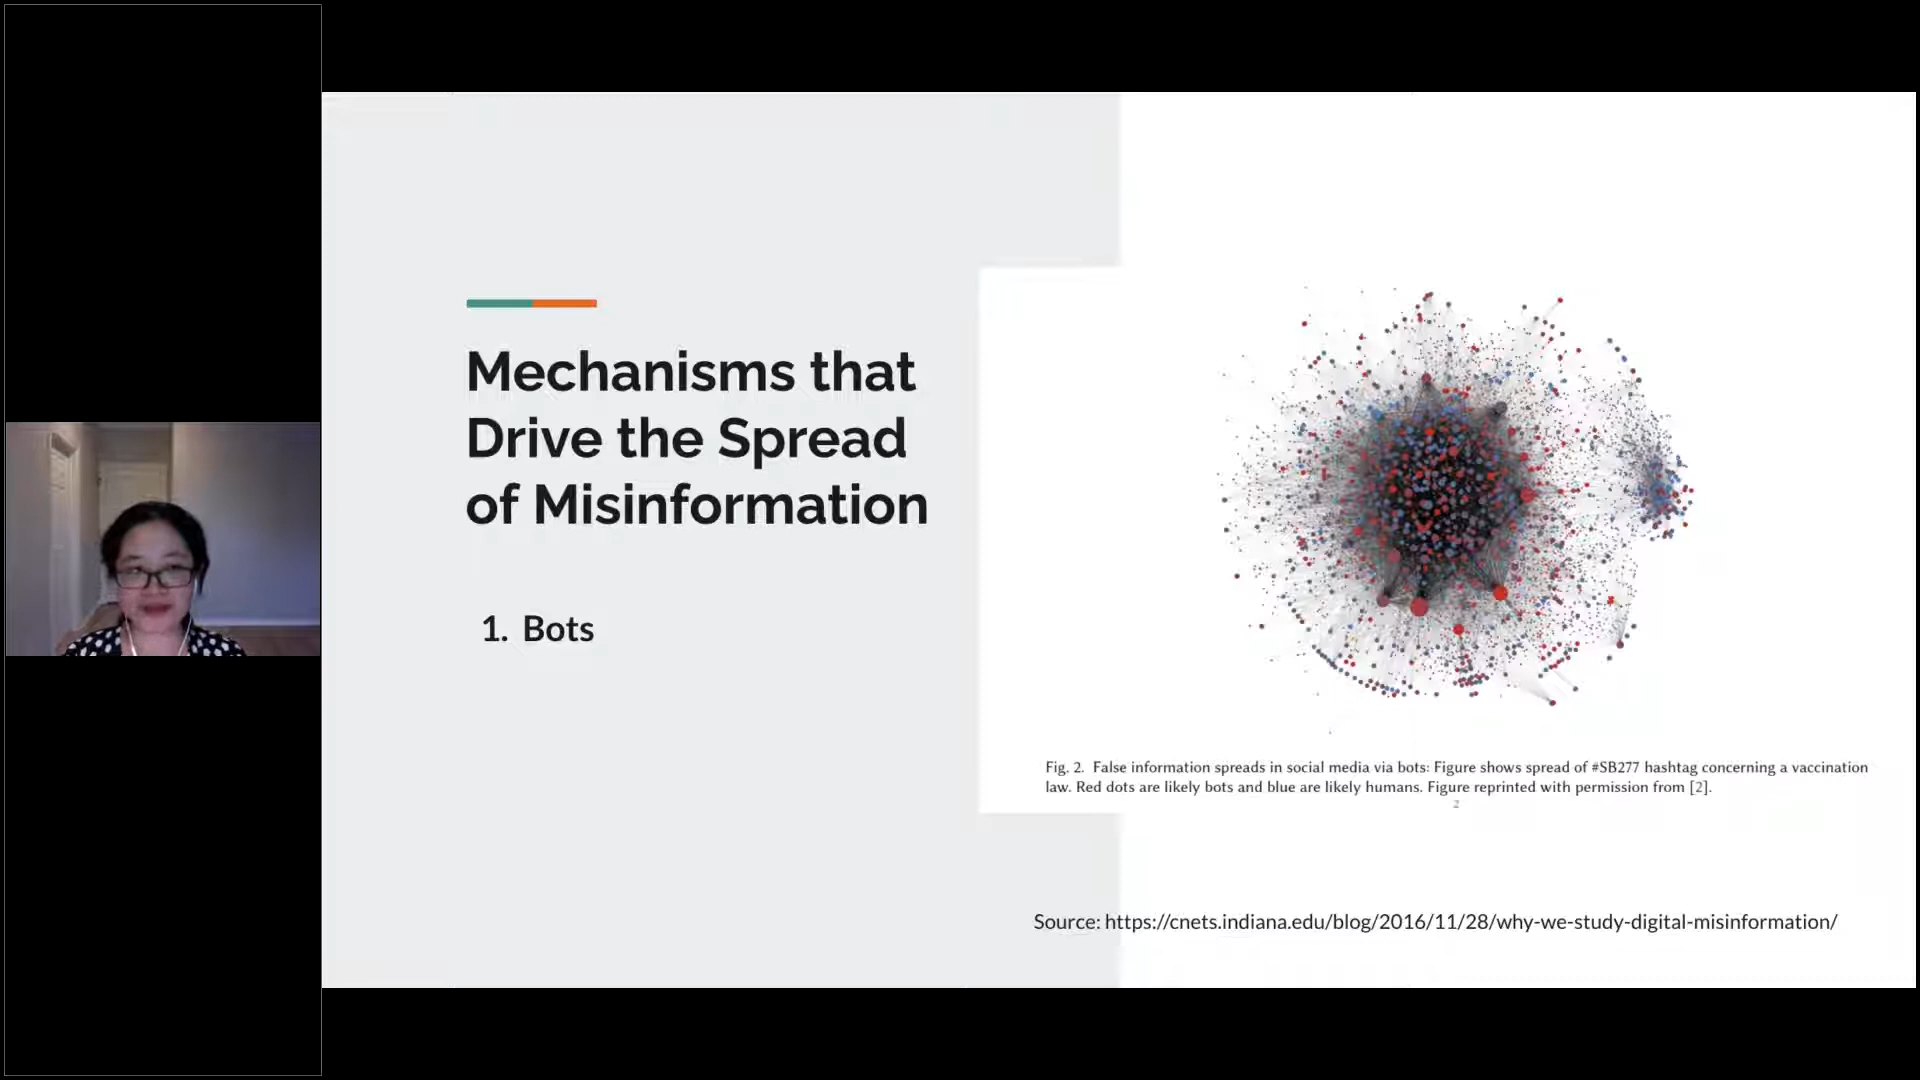 Mechanisms that
Drive the Spread
of Misinformation
1. Bots
Fig. 2. False information spreads in social media via bots: Figure shows spread of #SB277 hashtag concerning a vaccination
law. Red dots are likely bots and blue are likely humans. Figure reprinted with permission from [2].
2
Source: https://cnets.indiana.edu/blog/2016/11/28/why-we-study-digital-misinformation/